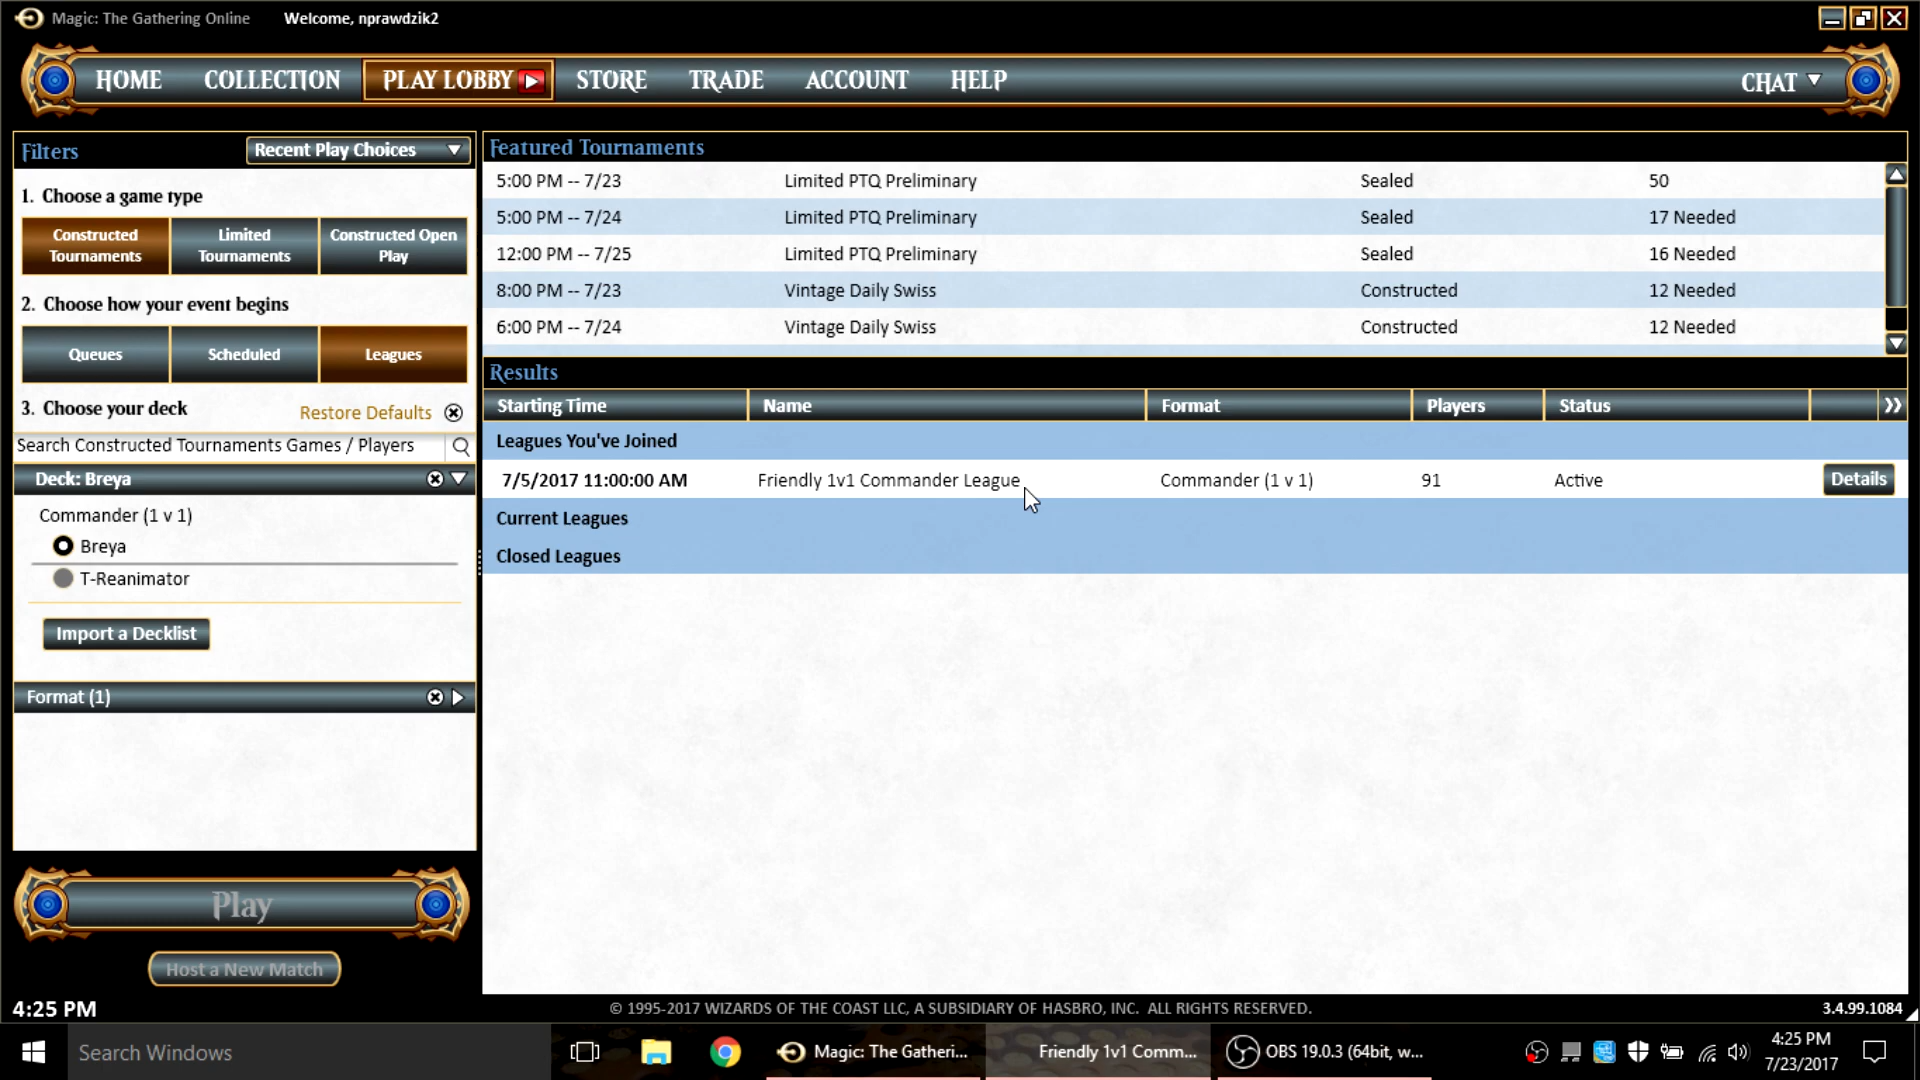 Magic: The Gathering Online Welcome, nprawdzik2
HOME COLLECTION PLAY LOBBY STORE TRADE ACCOUNT HELP CHAT
Filters Recent Play Choices
1. Choose a game type
Constructed Tournaments Limited Tournaments Constructed Open Play
2. Choose how your event begins
Queues Scheduled Leagues
3. Choose your deck Restore Defaults
Search Constructed Tournaments Games / Players
Deck: Breya
Commander (1 v 1)
Breya
T-Reanimator
Import a Decklist
Format (1)
Play
Host a New Match
4:25 PM
Featured Tournaments
5:00 PM -- 7/23 Limited PTQ Preliminary Sealed 50
5:00 PM -- 7/24 Limited PTQ Preliminary Sealed 17 Needed
12:00 PM -- 7/25 Limited PTQ Preliminary Sealed 16 Needed
8:00 PM -- 7/23 Vintage Daily Swiss Constructed 12 Needed
6:00 PM -- 7/24 Vintage Daily Swiss Constructed 12 Needed
Results
Starting Time Name Format Players Status
Leagues You've Joined
7/5/2017 11:00:00 AM Friendly 1v1 Commander League Commander (1 v 1) 91 Active Details
Current Leagues
Closed Leagues
© 1995-2017 WIZARDS OF THE COAST LLC, A SUBSIDIARY OF HASBRO, INC. ALL RIGHTS RESERVED.
3.4.99.1084
Search Windows Magic: The Gatheri... Friendly 1v1 Comm... OBS 19.0.3 (64bit, w...
4:25 PM
7/23/2017